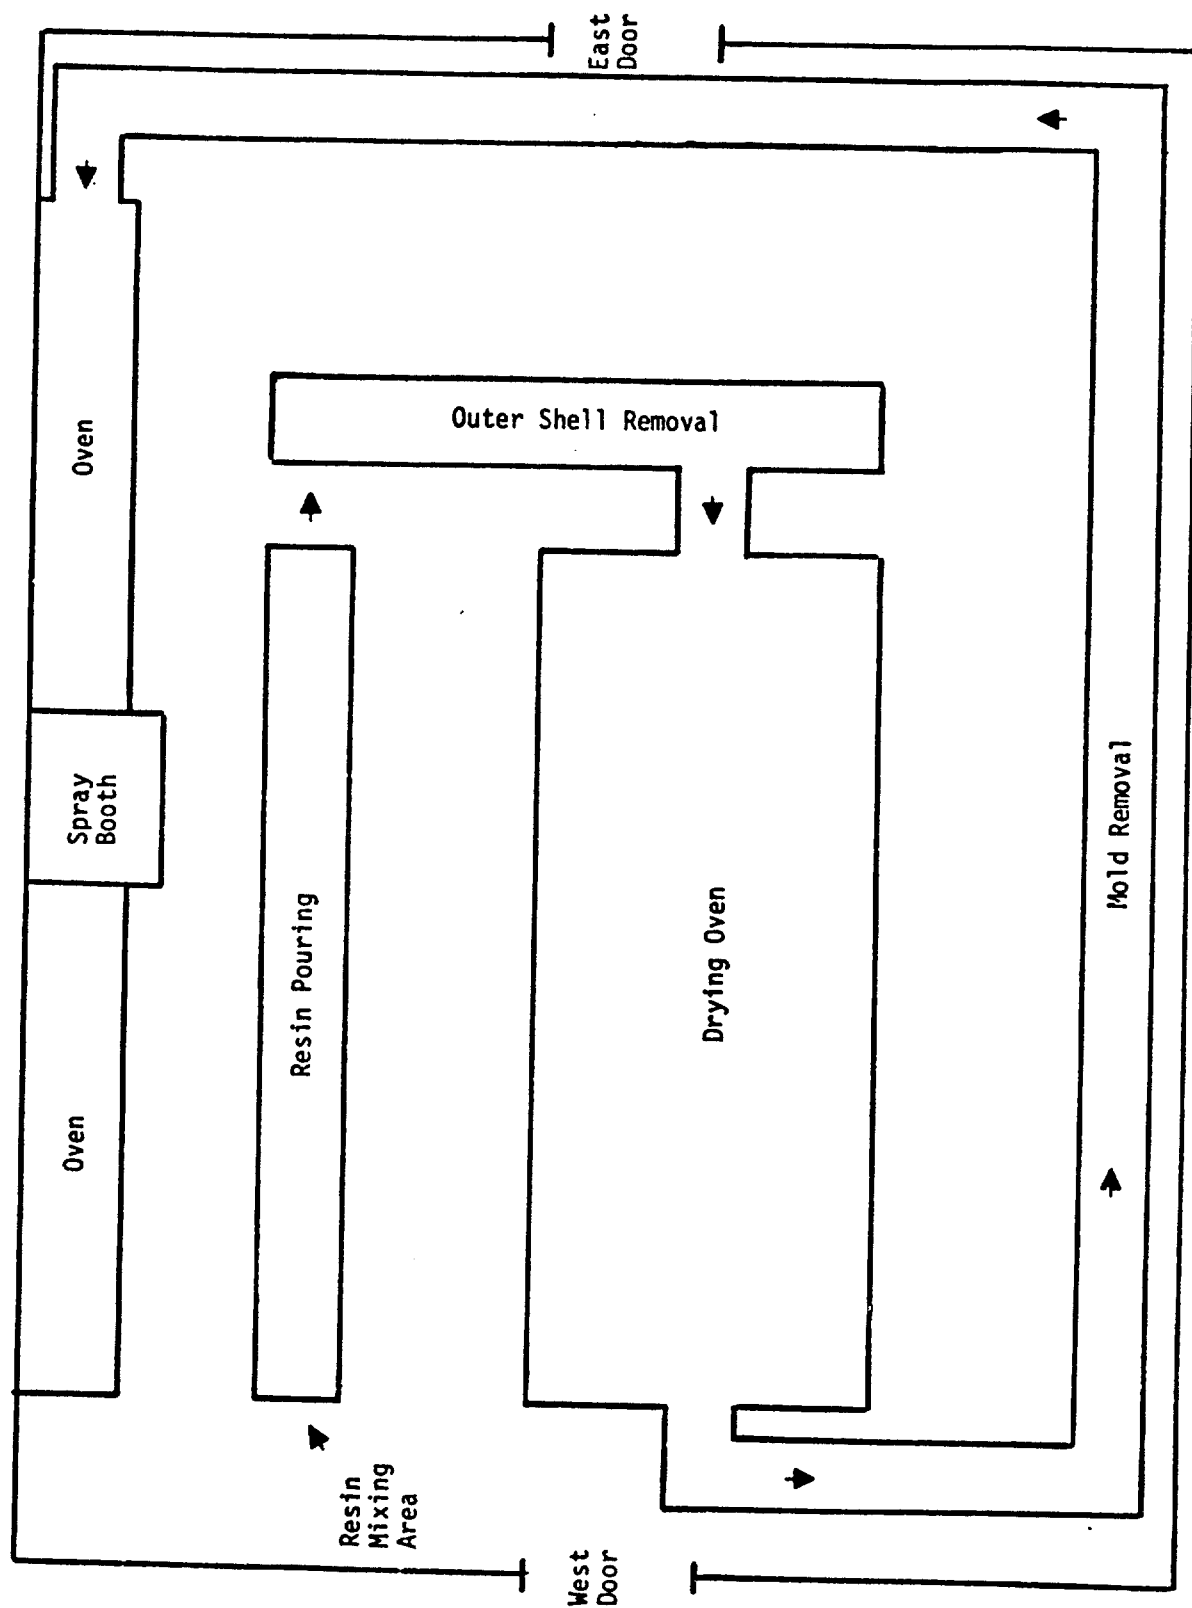 East
Door
Oven
Outer Shell Removal
Spray
Booth
Mold Removal
Resin Pouring
Drying Oven
Oven
Resin
Mixing
Area
West
Door